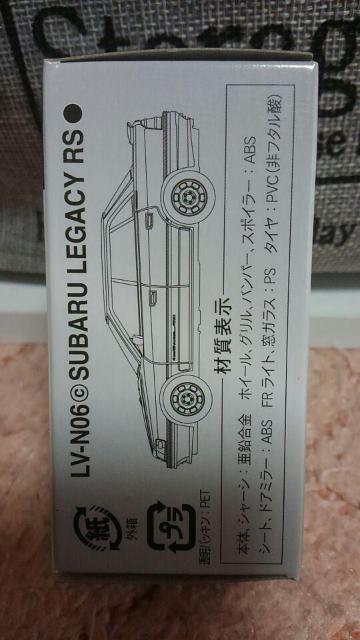 Storage
LV-N06 © SUBARU LEGACY RS ●
材質表示
本体、シャーシ：亜鉛合金 ホイール、グリル、バンパー、スポイラー：ABS
シート、ドアミラー：ABS FRライト、窓ガラス：PS タイヤ：PVC（非フタル酸）
紙
外箱
プラ
透明パッキン：PET